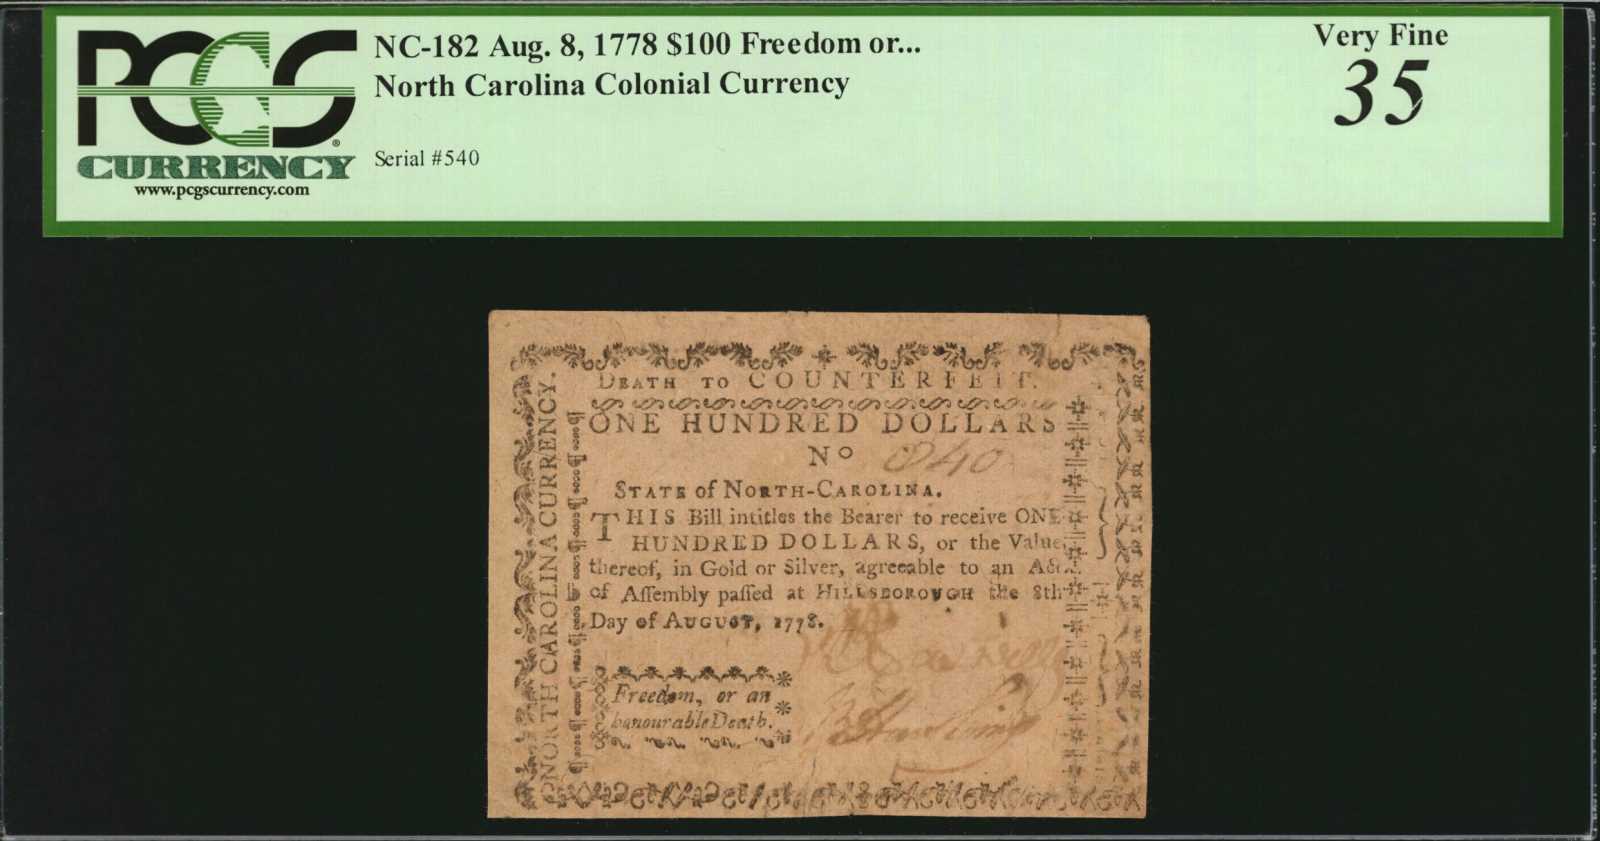 PCGS
CURRENCY
www.pcgscurrency.com
NC-182 Aug. 8, 1778 $100 Freedom or...
North Carolina Colonial Currency
Serial #540
Very Fine
35
NORTH CAROLINA CURRENCY.
DEATH TO COUNTERFEIT.
ONE HUNDRED DOLLARS
No 540
STATE of NORTH-CAROLINA.
THIS Bill intitles the Bearer to receive ONE
HUNDRED DOLLARS, or the Value
thereof, in Gold or Silver, agreeable to an Act
of Aſſembly paſſed at HILLSBOROUGH the 8th
Day of AUGUST, 1778.
Freedom, or an
honourable Death.